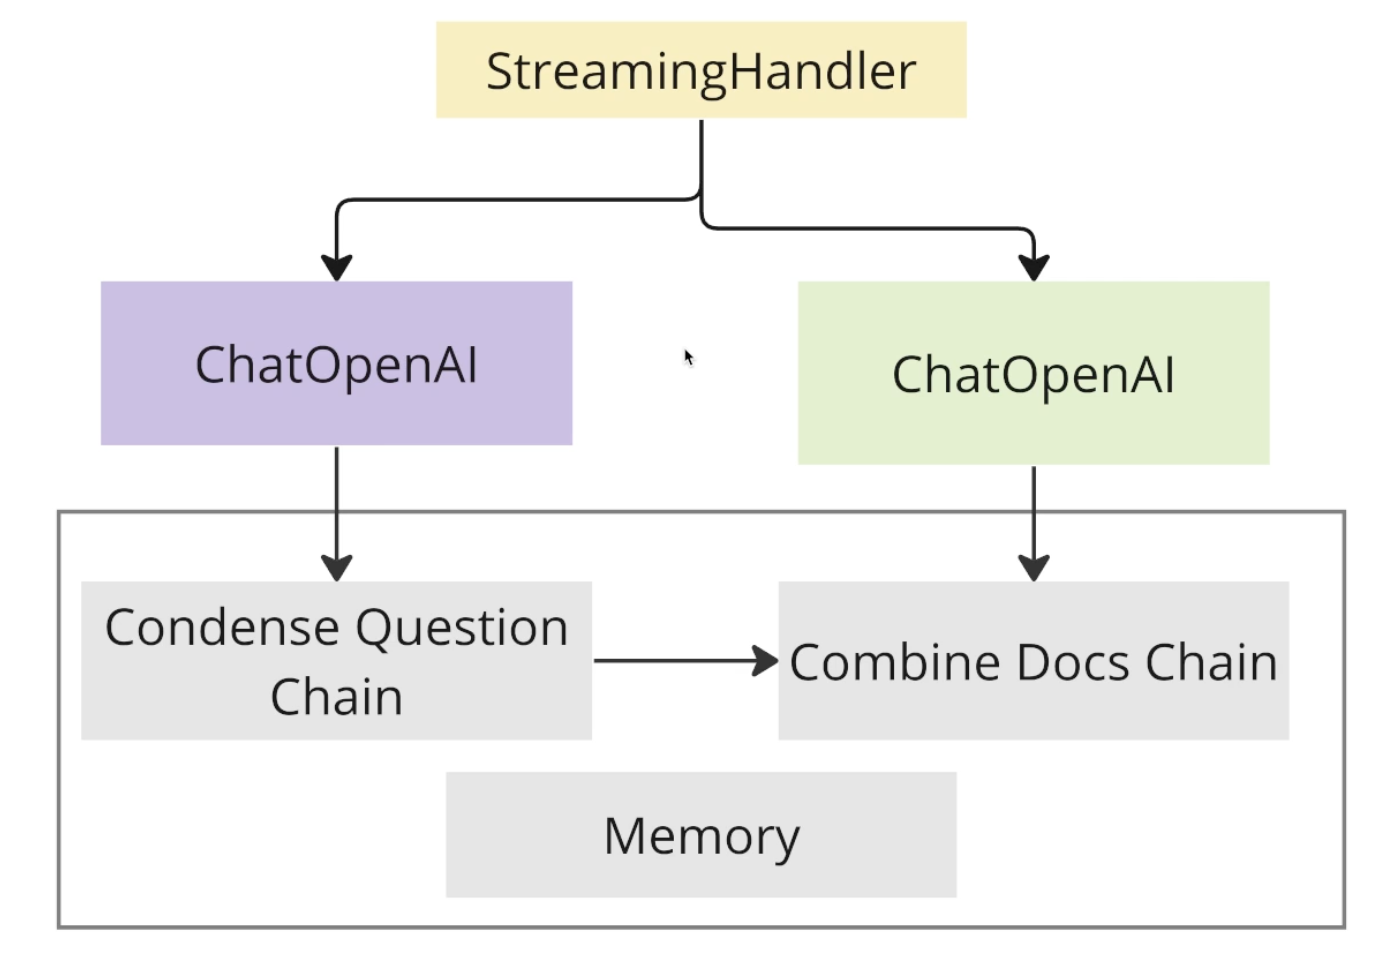 StreamingHandler
ChatOpenAI
ChatOpenAI
Condense Question
Chain
Combine Docs Chain
Memory